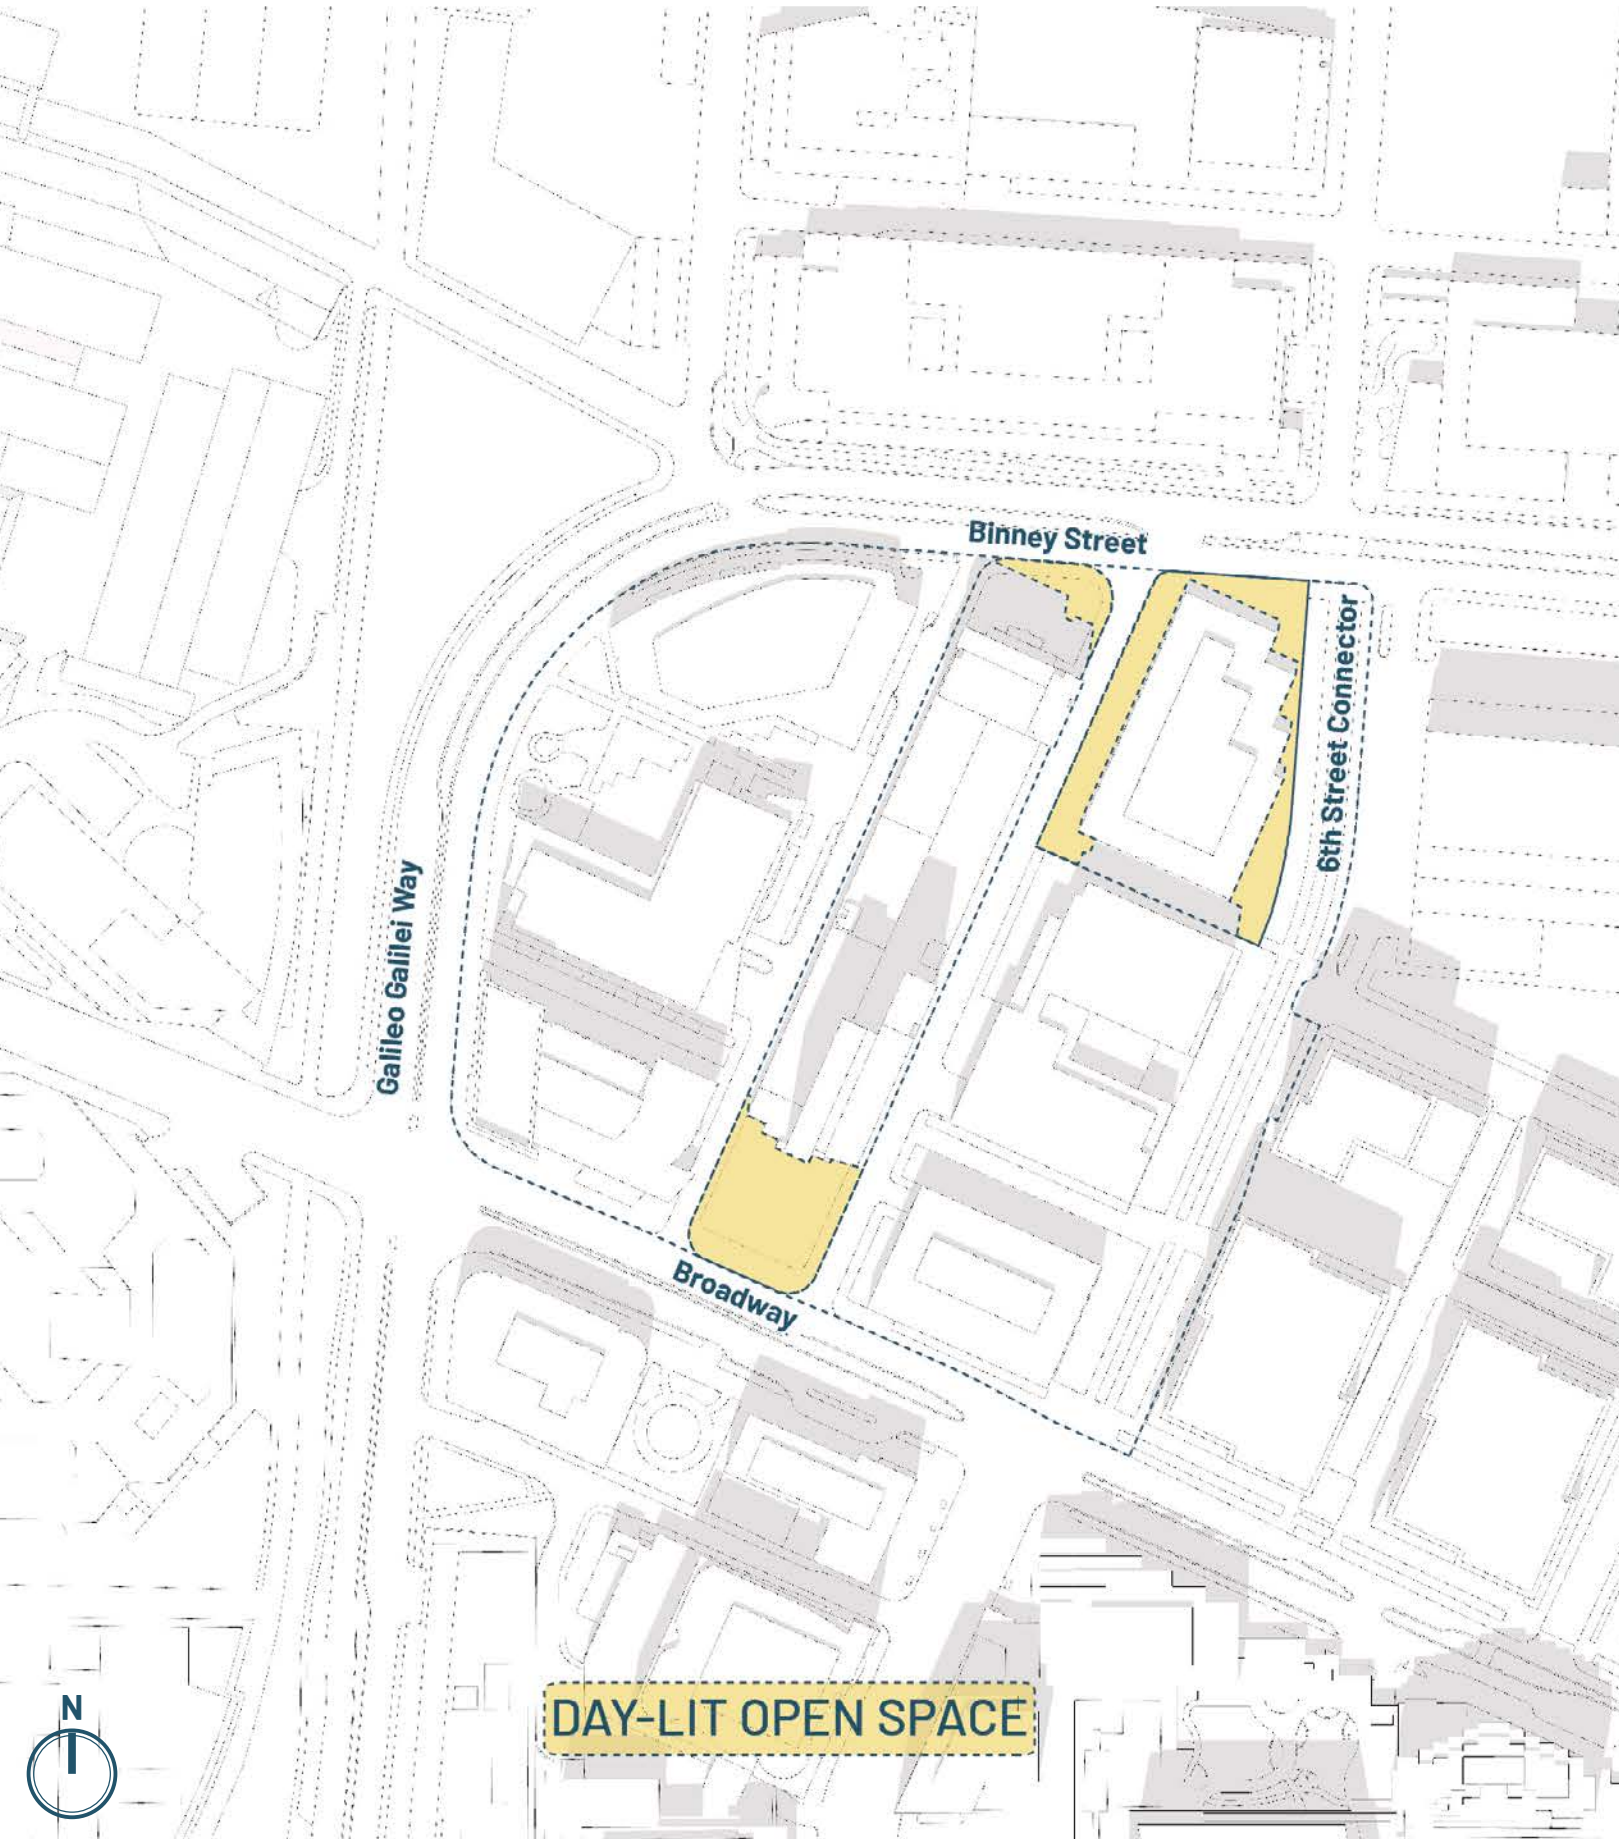 Binney Street
6th Street Connector
Galileo Galilei Way
Broadway
DAY-LIT OPEN SPACE
N